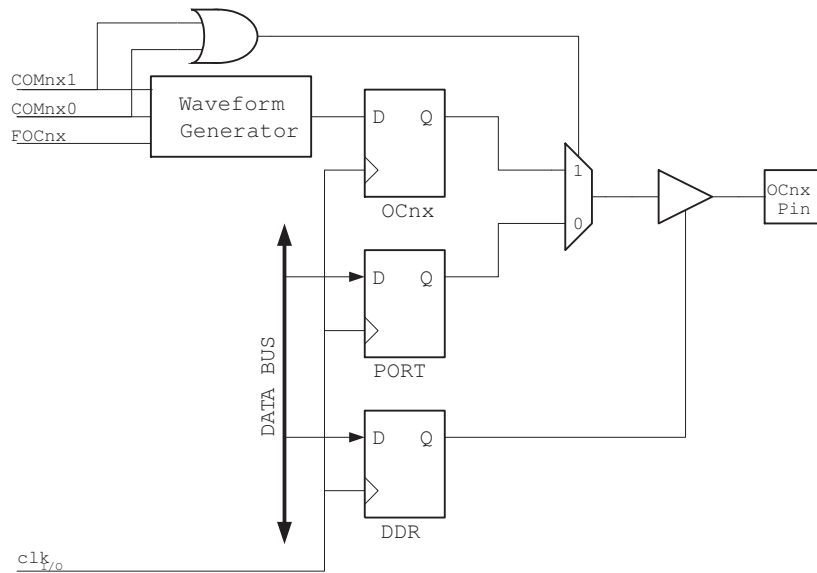 COMnx1
COMnx0
FOCnx
Waveform
Generator
D Q
OCnx
1
0
OCnx
Pin
D Q
PORT
DATA BUS
D Q
DDR
clkI/O